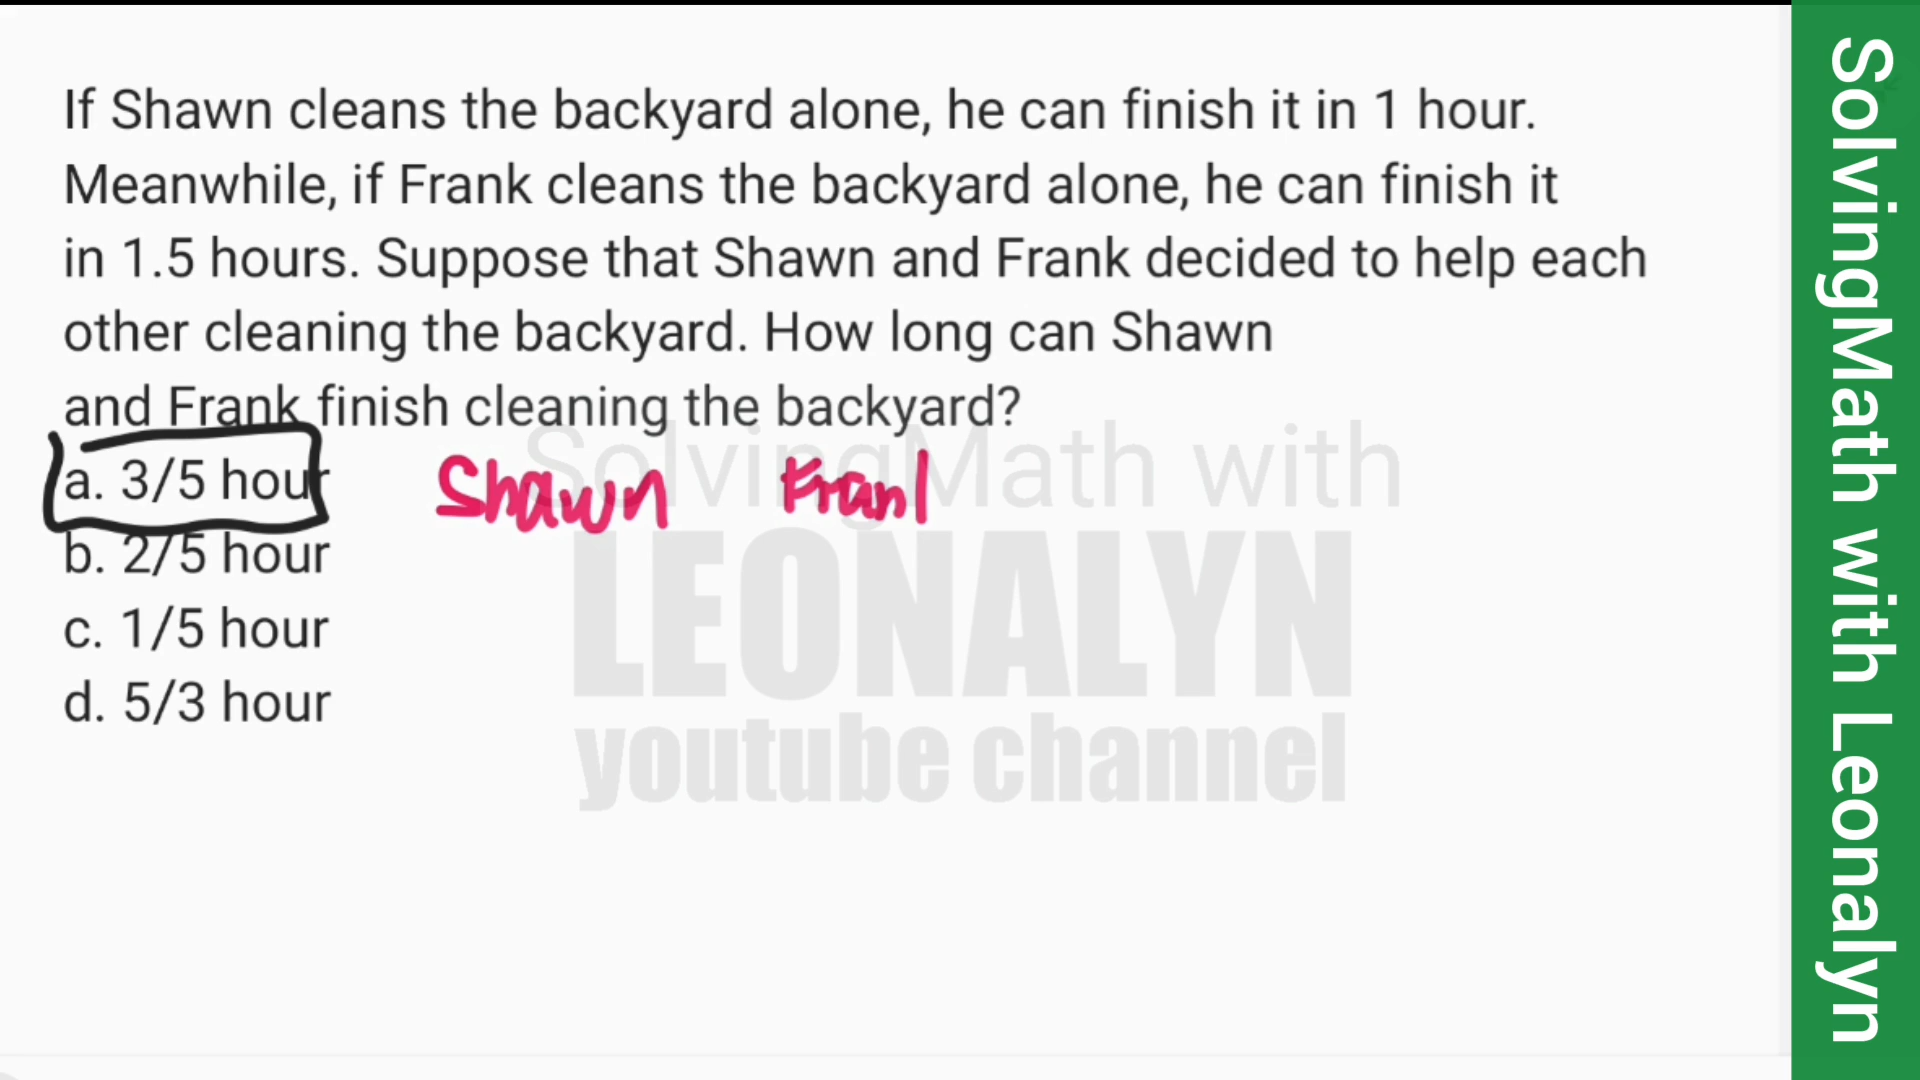 If Shawn cleans the backyard alone, he can finish it in 1 hour.
Meanwhile, if Frank cleans the backyard alone, he can finish it
in 1.5 hours. Suppose that Shawn and Frank decided to help each
other cleaning the backyard. How long can Shawn
and Frank finish cleaning the backyard?
a. 3/5 hour
b. 2/5 hour
c. 1/5 hour
d. 5/3 hour
Shawn Franl
SolvingMath with
LEONALYN
youtube channel
SolvingMath with Leonalyn